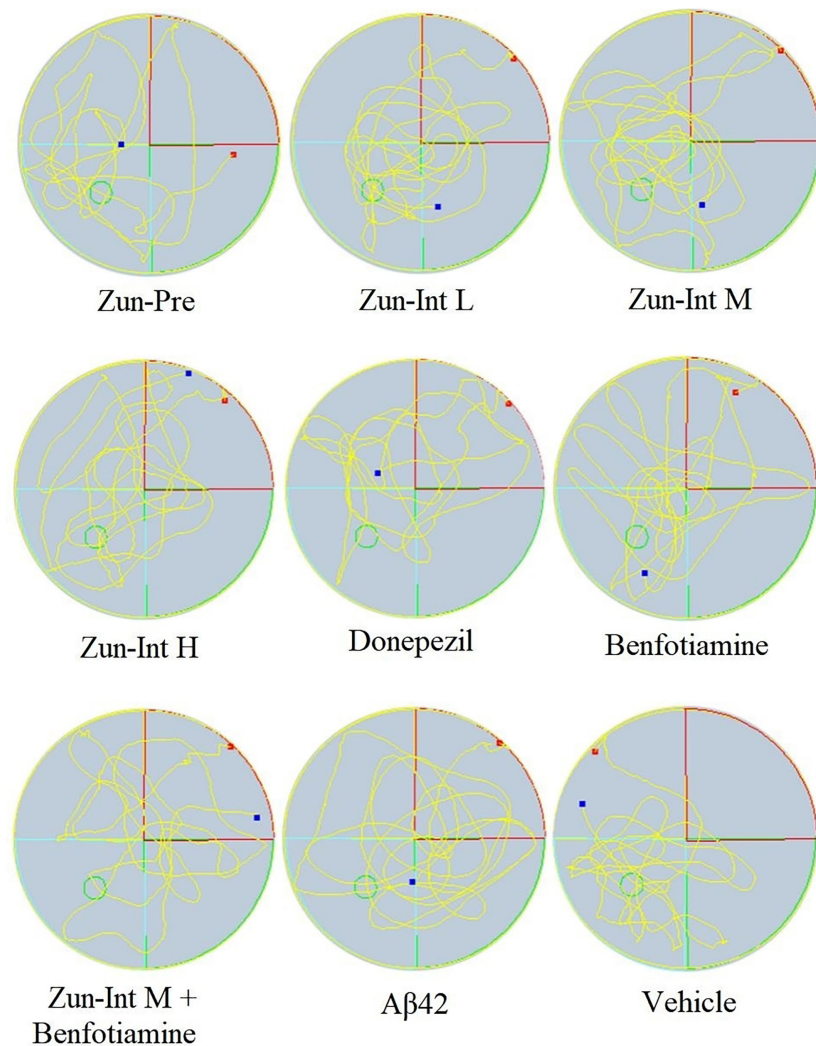 Zun-Pre
Zun-Int L
Zun-Int M
Zun-Int H
Donepezil
Benfotiamine
Zun-Int M +
Benfotiamine
Aβ42
Vehicle